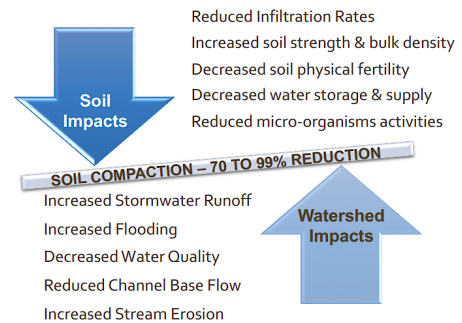 Reduced Infiltration Rates
Increased soil strength & bulk density
Decreased soil physical fertility
Decreased water storage & supply
Reduced micro-organisms activities
Soil
Impacts
SOIL COMPACTION – 70 TO 99% REDUCTION
Increased Stormwater Runoff
Increased Flooding
Decreased Water Quality
Reduced Channel Base Flow
Increased Stream Erosion
Watershed
Impacts